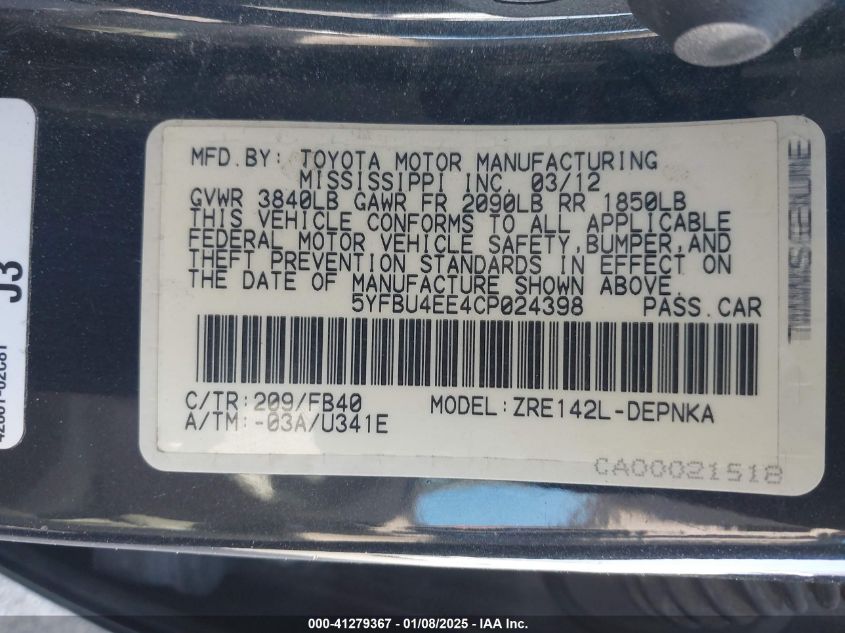 MFD.BY: TOYOTA MOTOR MANUFACTURING
MISSISSIPPI INC. 03/12
GVWR 3840LB GAWR FR 2090LB RR 1850LB
THIS VEHICLE CONFORMS TO ALL APPLICABLE
FEDERAL MOTOR VEHICLE SAFETY,BUMPER,AND
THEFT PREVENTION STANDARDS IN EFFECT ON
THE DATE OF MANUFACTURE SHOWN ABOVE.
5YFBU4EE4CP024398 PASS.CAR
C/TR:209/FB40 MODEL:ZRE142L-DEPNKA
A/TM:-03A/U341E
CA00021518
J3
000-41279367 - 01/08/2025 - IAA Inc.